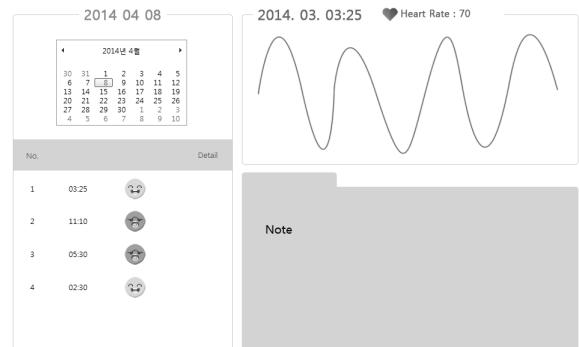 2014 04 08
2014년 4월
30 31 1 2 3 4 5
6 7 8 9 10 11 12
13 14 15 16 17 18 19
20 21 22 23 24 25 26
27 28 29 30 1 2 3
4 5 6 7 8 9 10
No. Detail
1 03:25
2 11:10
3 05:30
4 02:30
2014. 03. 03:25 Heart Rate : 70
Note